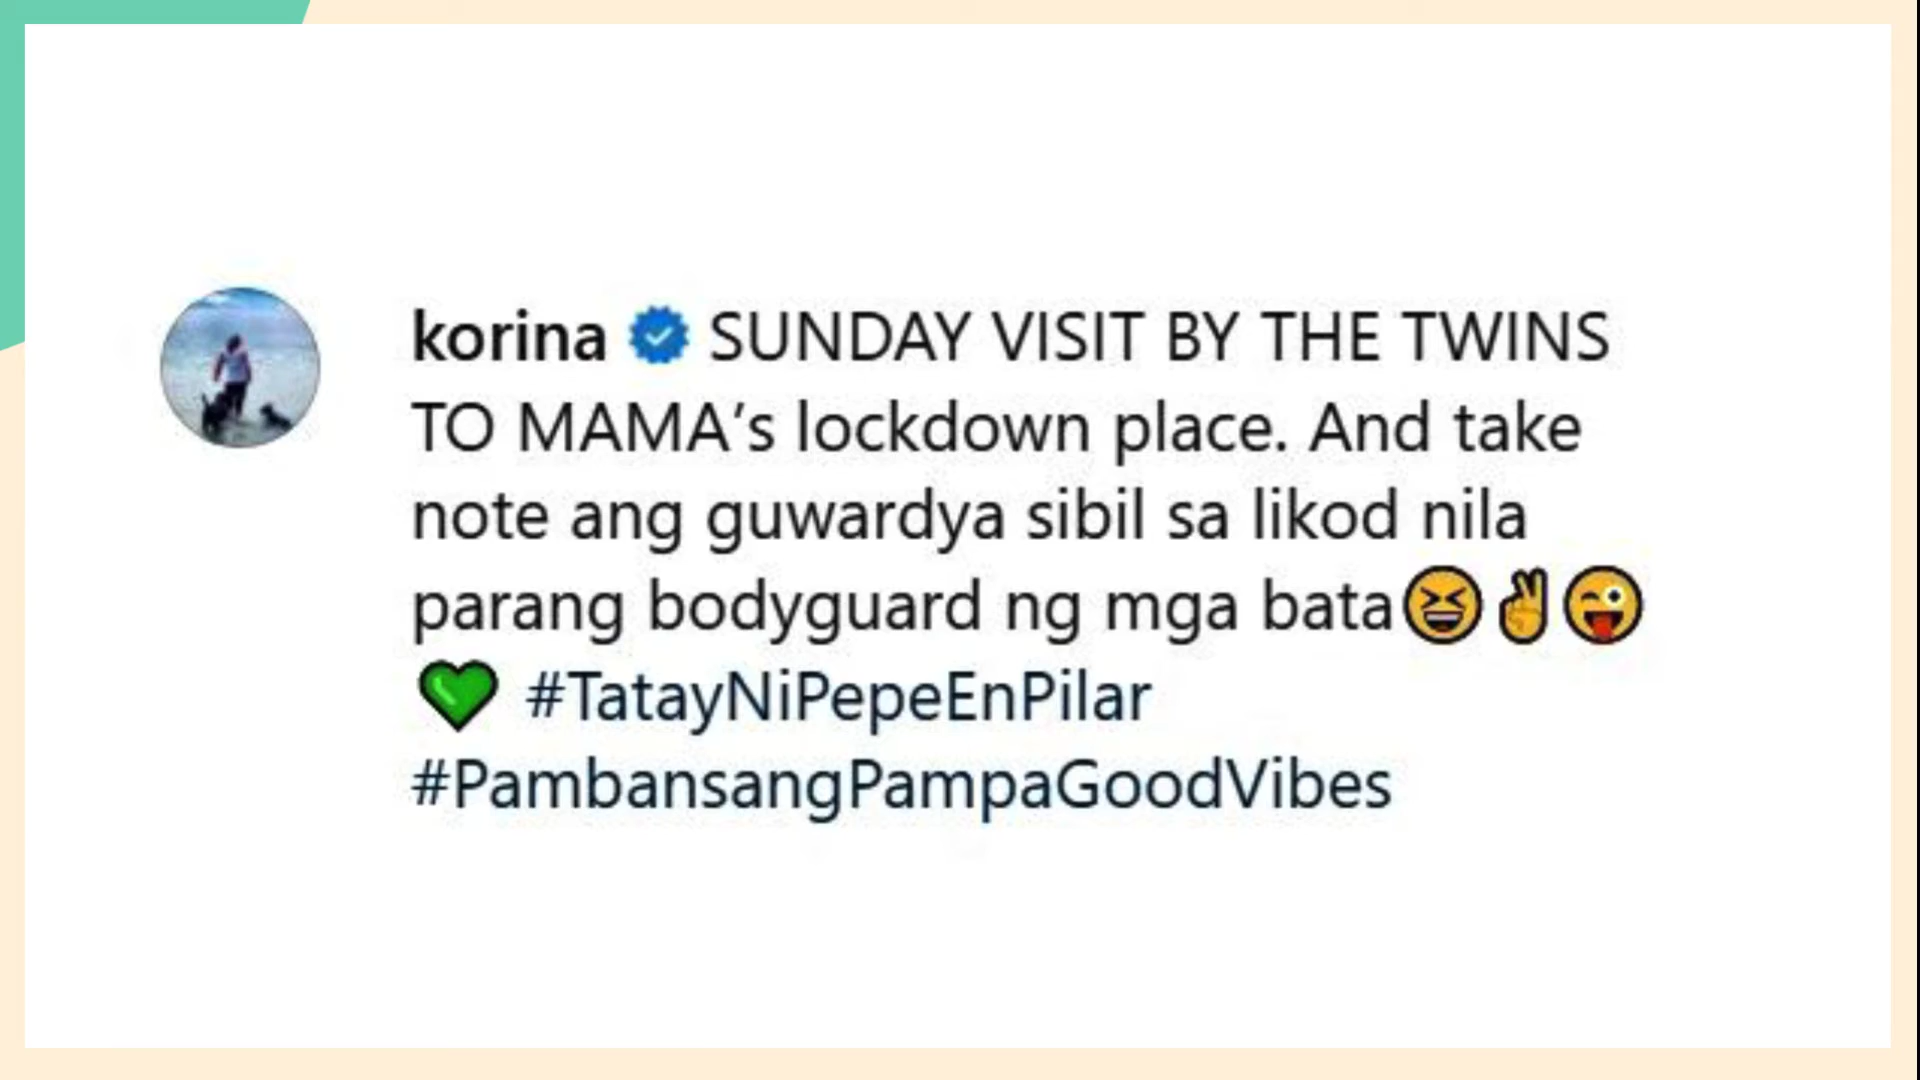 korina SUNDAY VISIT BY THE TWINS
TO MAMA’s lockdown place. And take
note ang guwardya sibil sa likod nila
parang bodyguard ng mga bata😆✌😜
💚 #TatayNiPepeEnPilar
#PambansangPampaGoodVibes